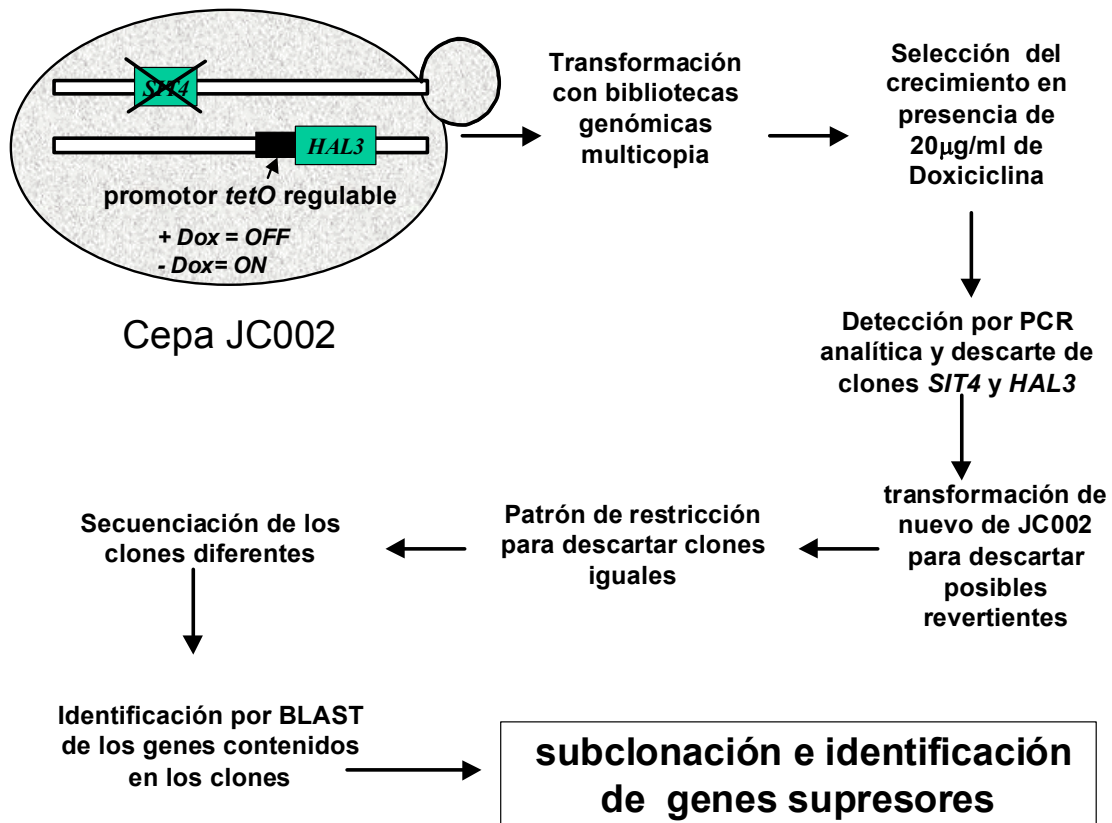 SIT4
HAL3
promotor tetO regulable
+ Dox = OFF
- Dox= ON
Cepa JC002
Transformación
con bibliotecas
genómicas
multicopia
Selección del
crecimiento en
presencia de
20μg/ml de
Doxiciclina
Detección por PCR
analítica y descarte de
clones SIT4 y HAL3
transformación de
nuevo de JC002
para descartar
posibles
revertientes
Patrón de restricción
para descartar clones
iguales
Secuenciación de los
clones diferentes
Identificación por BLAST
de los genes contenidos
en los clones
subclonación e identificación
de genes supresores